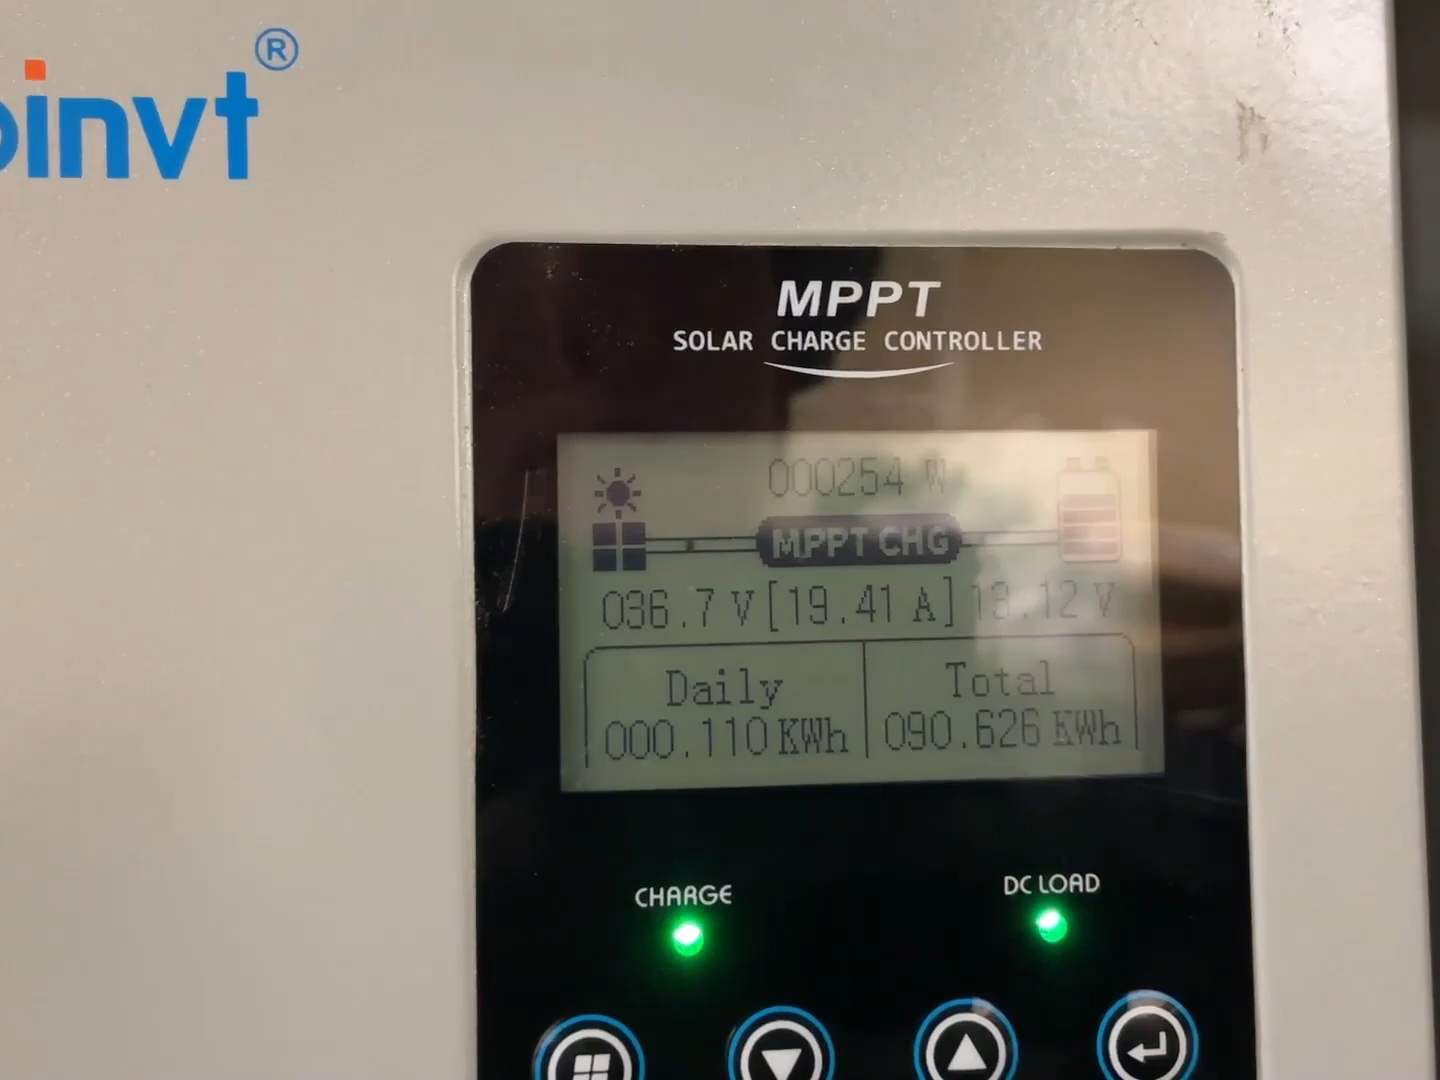 oinvt®
MPPT
SOLAR CHARGE CONTROLLER
000254 W
MPPT CHG
036.7 V [19.41 A] 13.12 V
Daily Total
000.110 KWh 090.626 KWh
CHARGE DC LOAD